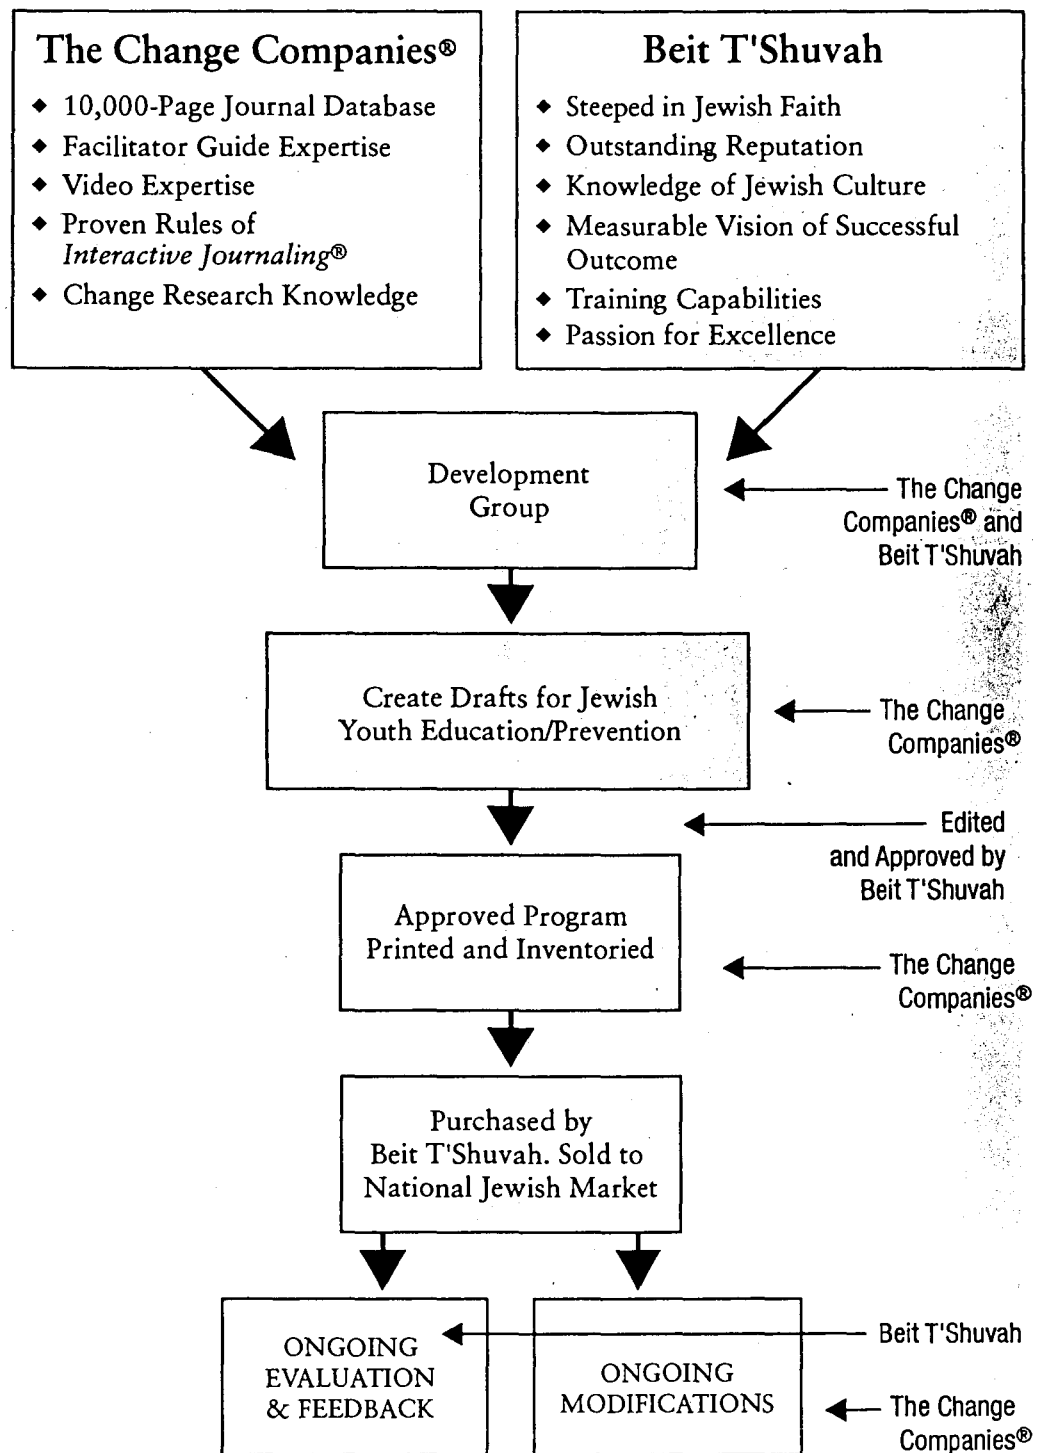 The Change Companies®
◆ 10,000-Page Journal Database
◆ Facilitator Guide Expertise
◆ Video Expertise
◆ Proven Rules of
Interactive Journaling®
◆ Change Research Knowledge
Beit T'Shuvah
◆ Steeped in Jewish Faith
◆ Outstanding Reputation
◆ Knowledge of Jewish Culture
◆ Measurable Vision of Successful
Outcome
◆ Training Capabilities
◆ Passion for Excellence
Development
Group
The Change
Companies® and
Beit T'Shuvah
Create Drafts for Jewish
Youth Education/Prevention
The Change
Companies®
Edited
and Approved by
Beit T'Shuvah
Approved Program
Printed and Inventoried
The Change
Companies®
Purchased by
Beit T'Shuvah. Sold to
National Jewish Market
ONGOING
EVALUATION
& FEEDBACK
Beit T'Shuvah
ONGOING
MODIFICATIONS
The Change
Companies®